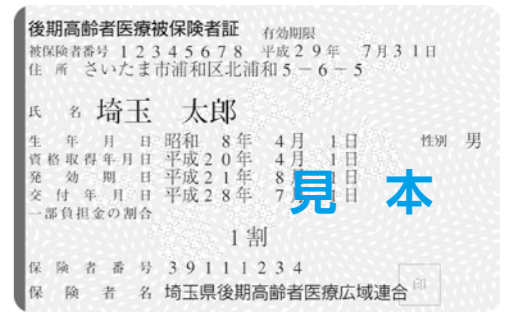 後期高齢者医療被保険者証 有効期限
被保険者番号 12345678 平成29年 7月31日
住 所 さいたま市浦和区北浦和5-6-5
氏 名 埼玉 太郎
生 年 月 日 昭和 8年 4月 1日 性別 男
資格取得年月日 平成20年 4月 1日
発 効 期 日 平成21年 8月 1日
交 付 年 月 日 平成28年 7月 1日
見 本
一部負担金の割合
1割
保 険 者 番 号 39111234
保 険 者 名 埼玉県後期高齢者医療広域連合 印